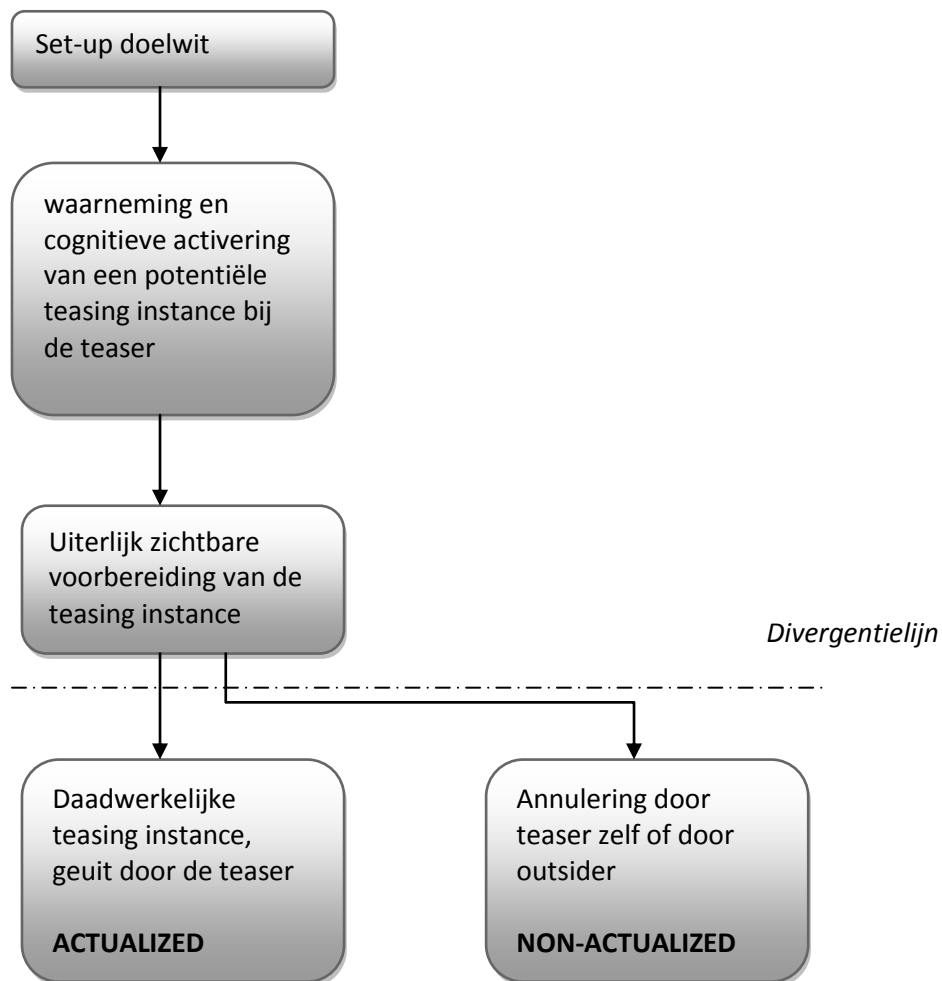 Set-up doelwit
waarneming en
cognitieve activering
van een potentiële
teasing instance bij
de teaser
Uiterlijk zichtbare
voorbereiding van de
teasing instance
Divergentielijn
Daadwerkelijke
teasing instance,
geuit door de teaser
ACTUALIZED
Annulering door
teaser zelf of door
outsider
NON-ACTUALIZED